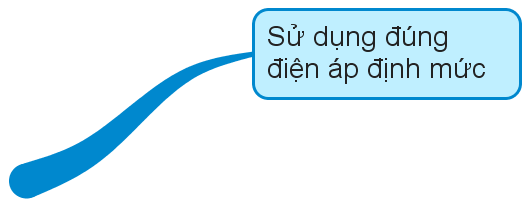 Sử dụng đúng
điện áp định mức